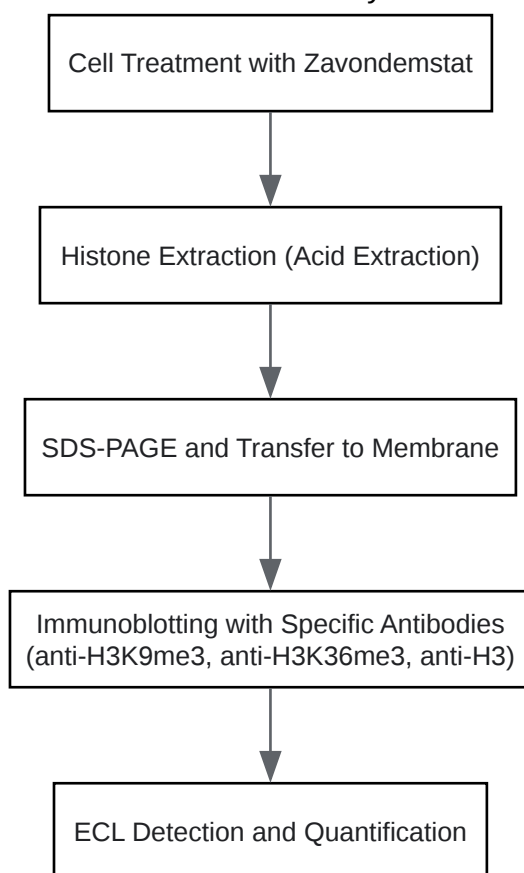 Cell Treatment with Zavondemstat
Histone Extraction (Acid Extraction)
SDS-PAGE and Transfer to Membrane
Immunoblotting with Specific Antibodies
(anti-H3K9me3, anti-H3K36me3, anti-H3)
ECL Detection and Quantification